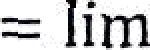 = lim